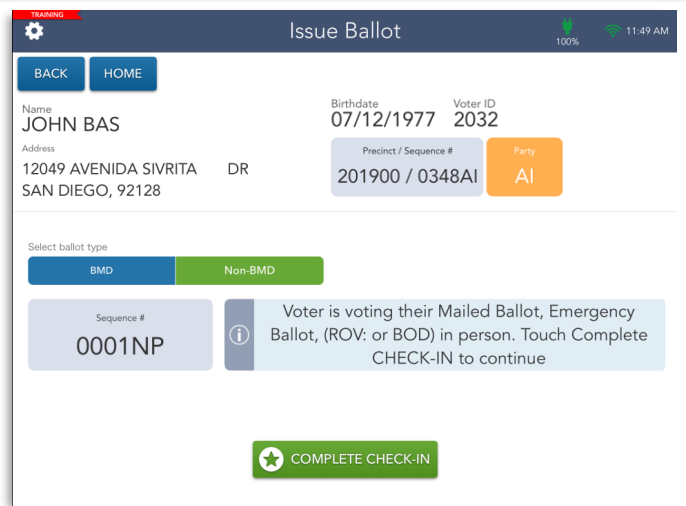 TRAINING
Issue Ballot
100%
11:49 AM
BACK
HOME
Name
JOHN BAS
Birthdate
07/12/1977
Voter ID
2032
Address
12049 AVENIDA SIVRITA DR
SAN DIEGO, 92128
Precinct / Sequence #
201900 / 0348AI
Party
AI
Select ballot type
BMD
Non-BMD
Sequence #
0001NP
Voter is voting their Mailed Ballot, Emergency
Ballot, (ROV: or BOD) in person. Touch Complete
CHECK-IN to continue
COMPLETE CHECK-IN